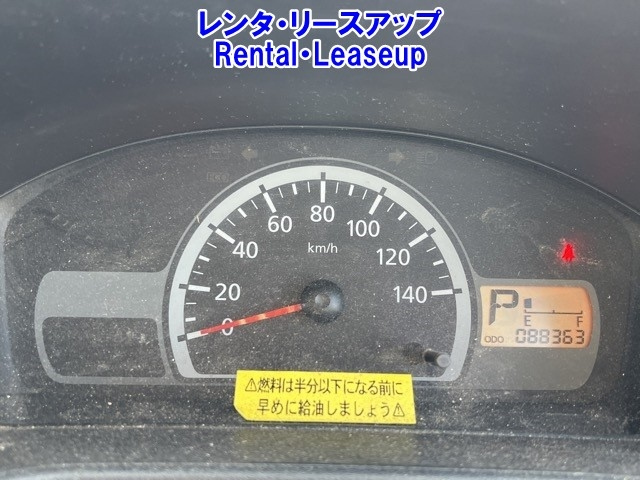 レンタ・リースアップ
Rental・Leaseup
0
20
40
60
80
100
120
140
km/h
P
E F
ODO 088363
⚠燃料は半分以下になる前に
早めに給油しましょう⚠